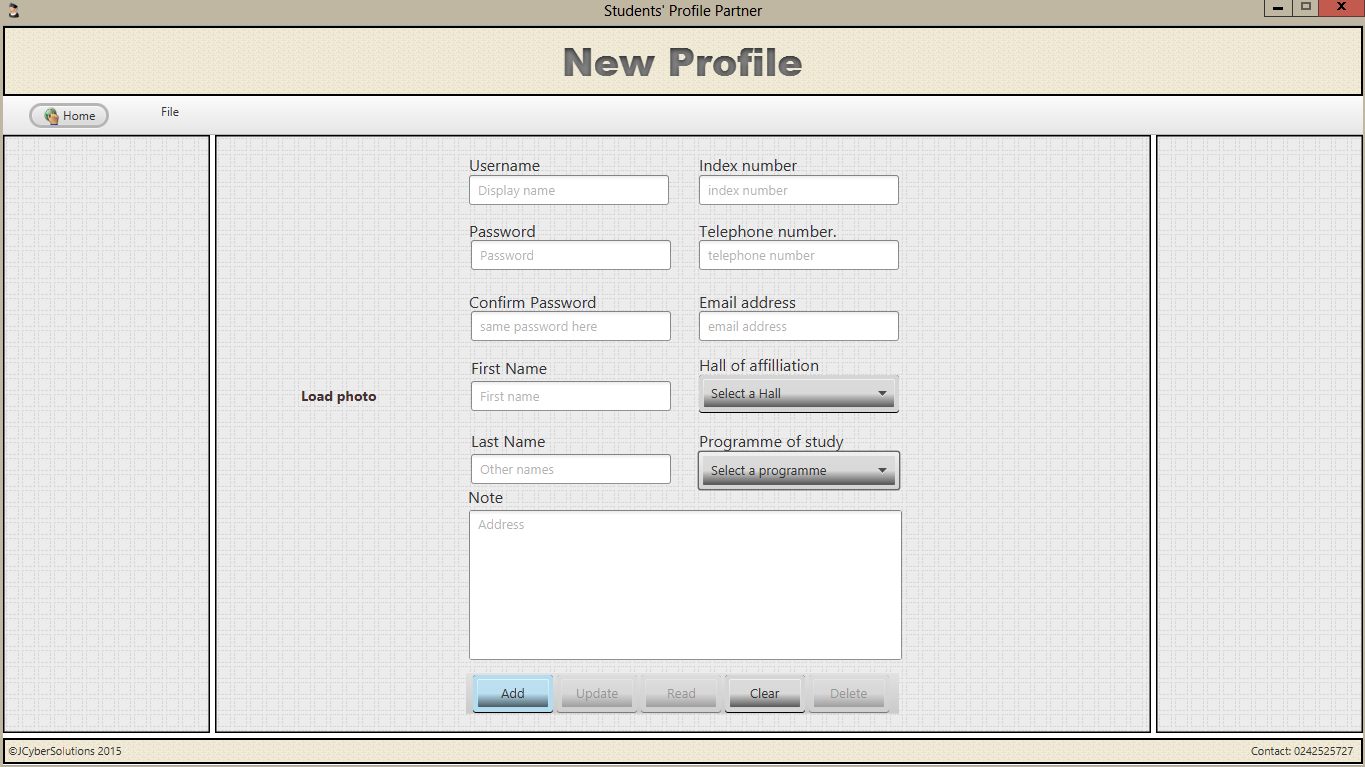 Students' Profile Partner
New Profile
Home File
Username Index number
Display name index number
Password Telephone number.
Password telephone number
Confirm Password Email address
same password here email address
First Name Hall of affilliation
Load photo First name Select a Hall
Last Name Programme of study
Other names Select a programme
Note
Address
Add Update Read Clear Delete
©JCyberSolutions 2015 Contact: 0242525727